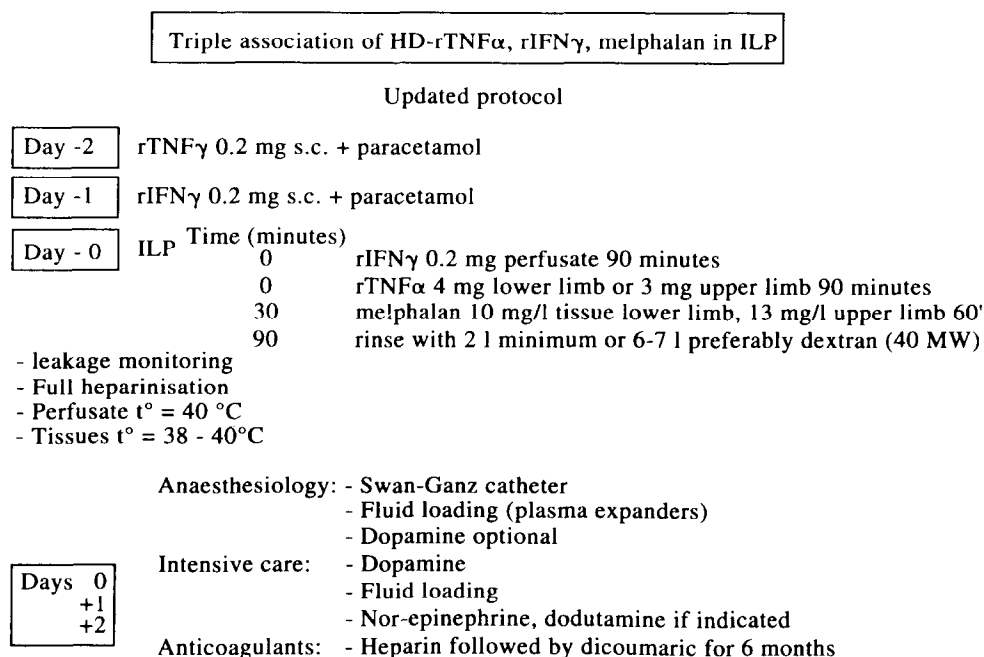 Triple association of HD-rTNFα, rIFNγ, melphalan in ILP
Updated protocol
Day -2 rTNFγ 0.2 mg s.c. + paracetamol
Day -1 rIFNγ 0.2 mg s.c. + paracetamol
Day - 0 ILP Time (minutes)
0 rIFNγ 0.2 mg perfusate 90 minutes
0 rTNFα 4 mg lower limb or 3 mg upper limb 90 minutes
30 melphalan 10 mg/l tissue lower limb, 13 mg/l upper limb 60'
90 rinse with 2 l minimum or 6-7 l preferably dextran (40 MW)
- leakage monitoring
- Full heparinisation
- Perfusate t° = 40 °C
- Tissues t° = 38 - 40°C
Anaesthesiology: - Swan-Ganz catheter
- Fluid loading (plasma expanders)
- Dopamine optional
Days 0
+1
+2
Intensive care: - Dopamine
- Fluid loading
- Nor-epinephrine, dodutamine if indicated
Anticoagulants: - Heparin followed by dicoumaric for 6 months